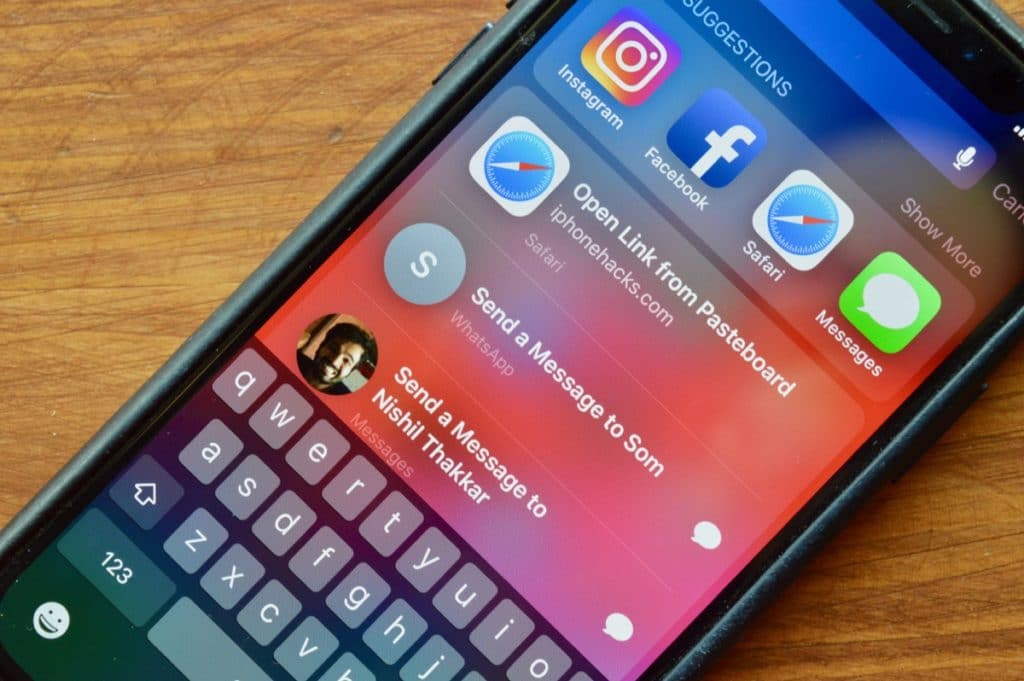 SUGGESTIONS
Show More
Instagram
Facebook
Safari
Messages
Open Link from Pasteboard
iphonehacks.com
Safari
Send a Message to Som
WhatsApp
Send a Message to
Nishil Thakkar
Messages
q w e r t y u i o
a s d f g h j
z x c v
123